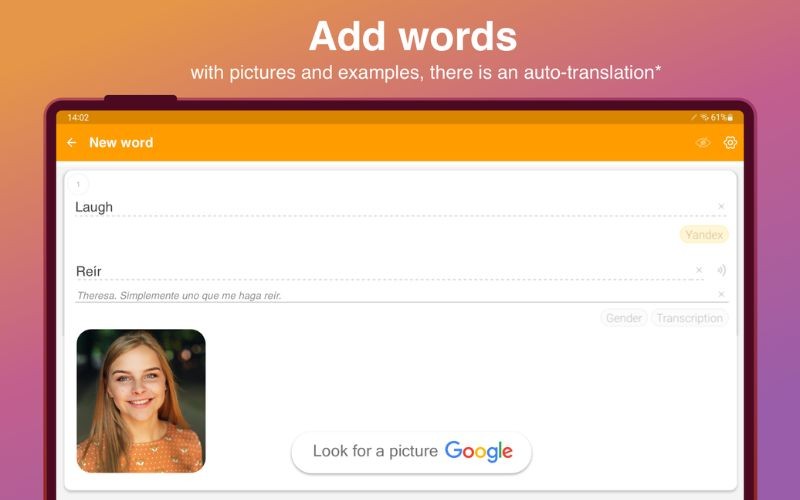 Add words
with pictures and examples, there is an auto-translation*
14:02 61%
New word
1
Laugh
Yandex
Reír
Theresa. Simplemente uno que me haga reír.
Gender Transcription
Look for a picture Google